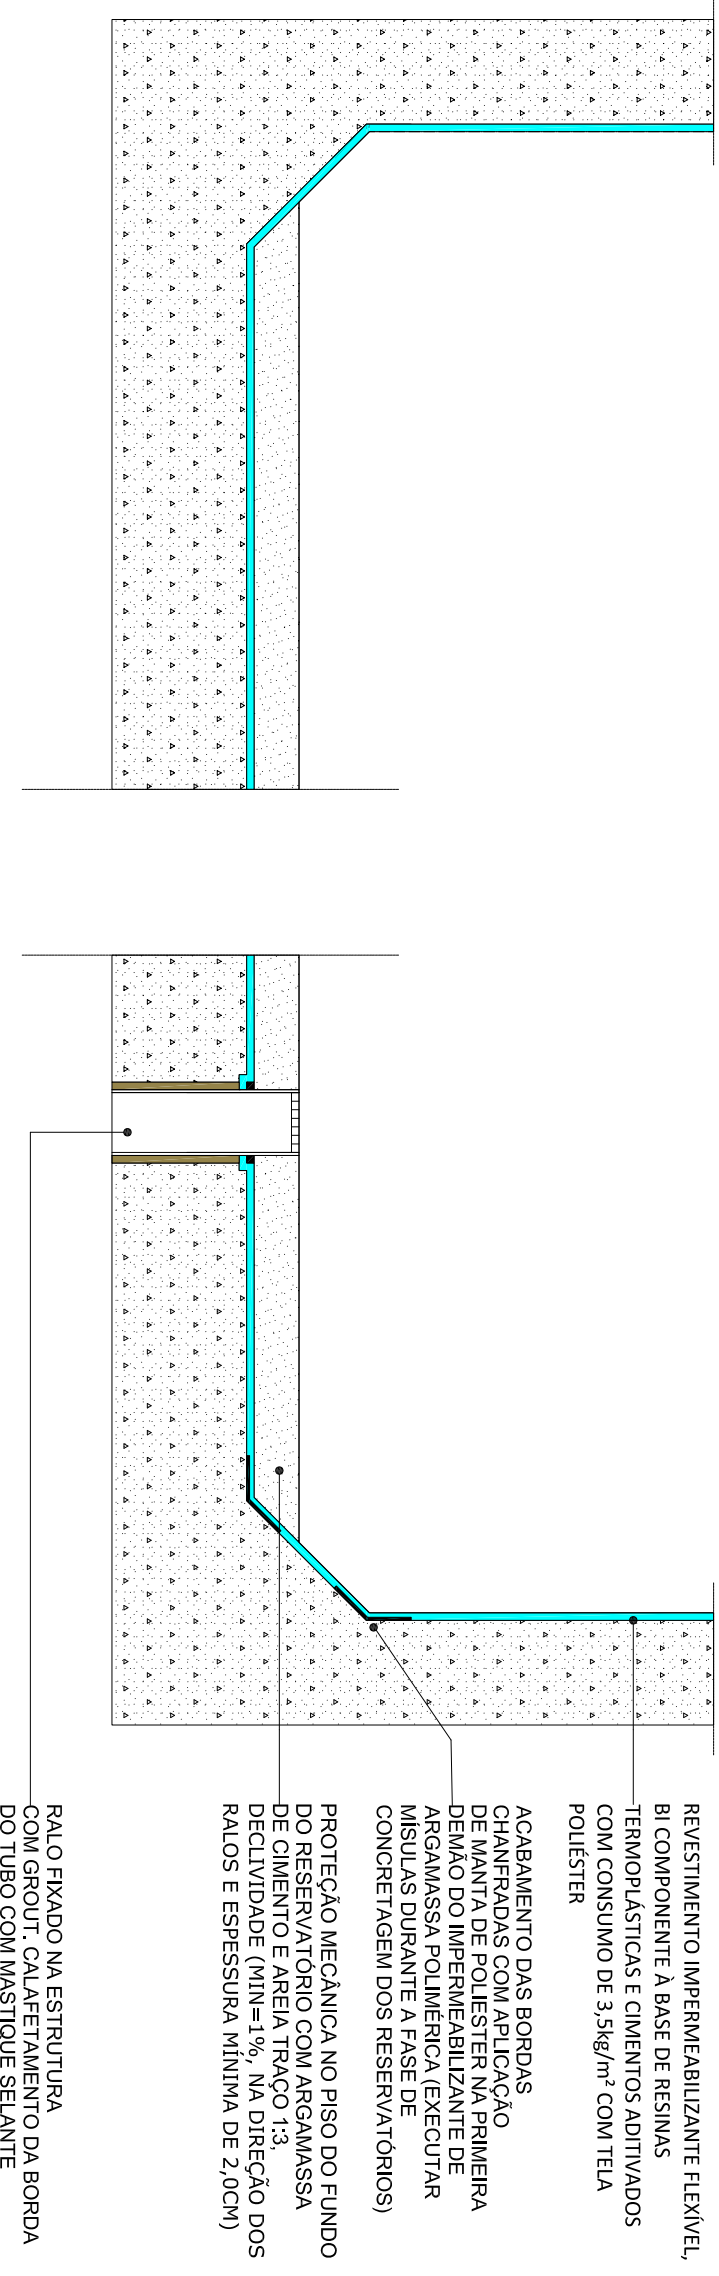 REVESTIMENTO IMPERMEABILIZANTE FLEXÍVEL,
BI COMPONENTE À BASE DE RESINAS
TERMOPLÁSTICAS E CIMENTOS ADITIVADOS
COM CONSUMO DE 3,5kg/m² COM TELA
POLIÉSTER
ACABAMENTO DAS BORDAS
CHANFRADAS COM APLICAÇÃO
DE MANTA DE POLIESTER NA PRIMEIRA
DEMÃO DO IMPERMEABILIZANTE DE
ARGAMASSA POLIMÉRICA (EXECUTAR
MÍSULAS DURANTE A FASE DE
CONCRETAGEM DOS RESERVATÓRIOS)
PROTEÇÃO MECÂNICA NO PISO DO FUNDO
DO RESERVATÓRIO COM ARGAMASSA
DE CIMENTO E AREIA TRAÇO 1:3,
DECLIVIDADE (MIN=1%, NA DIREÇÃO DOS
RALOS E ESPESSURA MÍNIMA DE 2,0CM)
RALO FIXADO NA ESTRUTURA
COM GROUT. CALAFETAMENTO DA BORDA
DO TUBO COM MASTIQUE SELANTE